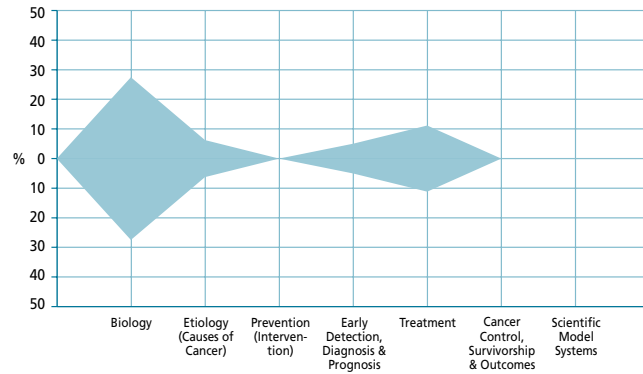 50
40
30
20
10
% 0
10
20
30
40
50
Biology
Etiology
(Causes of
Cancer)
Prevention
(Interven-
tion)
Early
Detection,
Diagnosis &
Prognosis
Treatment
Cancer
Control,
Survivorship
& Outcomes
Scientific
Model
Systems